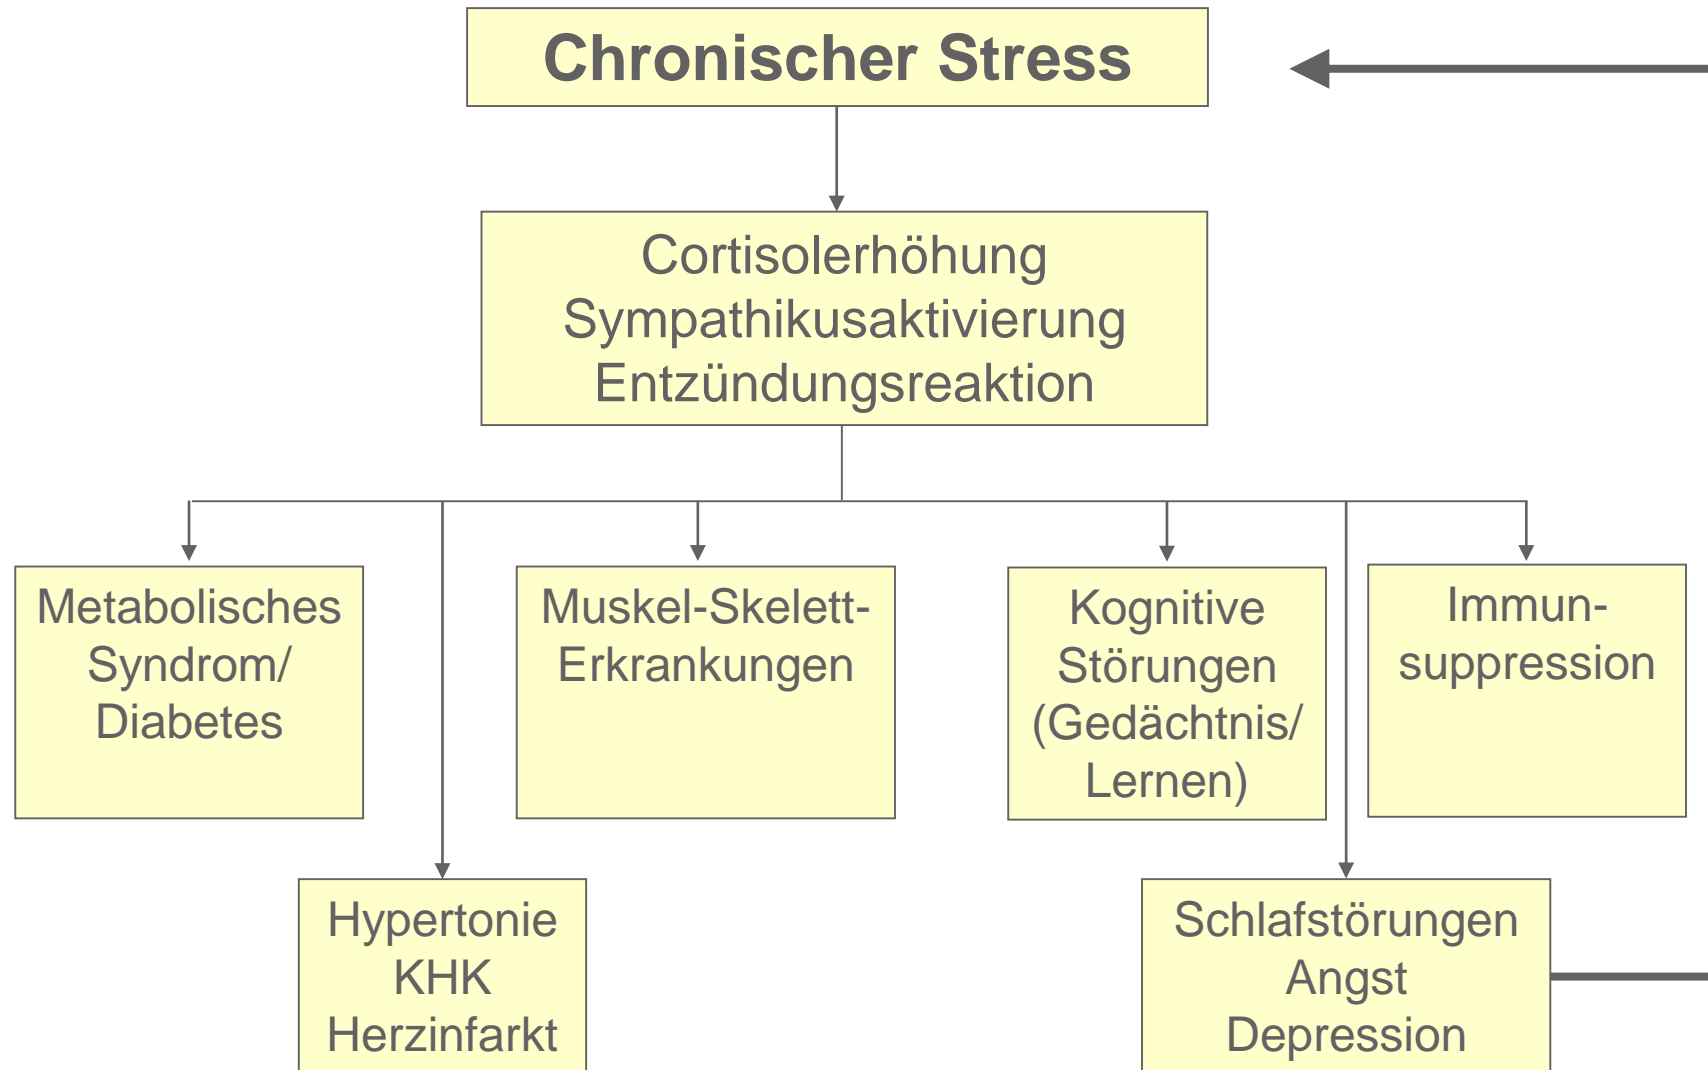 Chronischer Stress
Cortisolerhöhung
Sympathikusaktivierung
Entzündungsreaktion
Metabolisches
Syndrom/
Diabetes
Muskel-Skelett-
Erkrankungen
Kognitive
Störungen
(Gedächtnis/
Lernen)
Immun-
suppression
Hypertonie
KHK
Herzinfarkt
Schlafstörungen
Angst
Depression